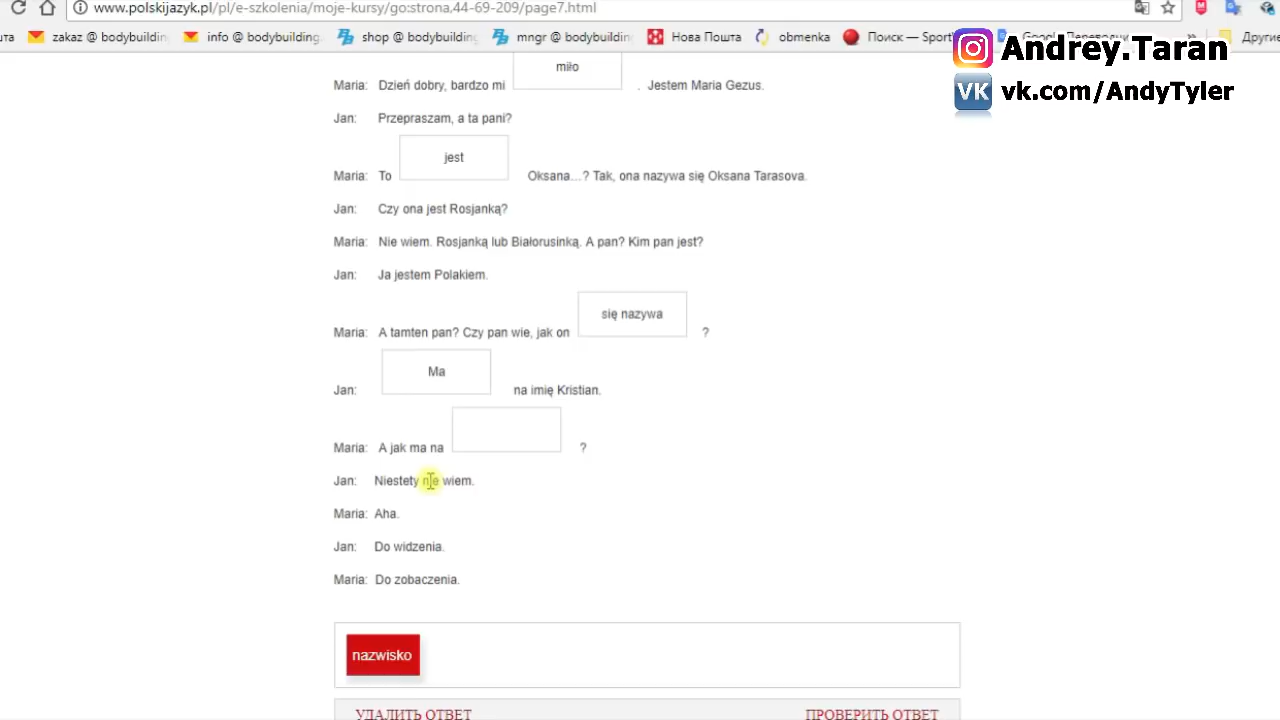 www.polskijazyk.pl/pl/e-szkolenia/moje-kursy/go:strona,44-69-209/page7.html
zakaz @ bodybuilding info @ bodybuilding shop @ bodybuilding mngr @ bodybuilding Нова Пошта obmenka Поиск — Sport Другие
Andrey.Taran
VK vk.com/AndyTyler
Maria: Dzień dobry, bardzo mi miło . Jestem Maria Gezus.
Jan: Przepraszam, a ta pani?
Maria: To jest Oksana...? Tak, ona nazywa się Oksana Tarasova.
Jan: Czy ona jest Rosjanką?
Maria: Nie wiem. Rosjanką lub Białorusinką. A pan? Kim pan jest?
Jan: Ja jestem Polakiem.
Maria: A tamten pan? Czy pan wie, jak on się nazywa ?
Jan: Ma na imię Kristian.
Maria: A jak ma na ?
Jan: Niestety nie wiem.
Maria: Aha.
Jan: Do widzenia.
Maria: Do zobaczenia.
nazwisko
УДАЛИТЬ ОТВЕТ ПРОВЕРИТЬ ОТВЕТ